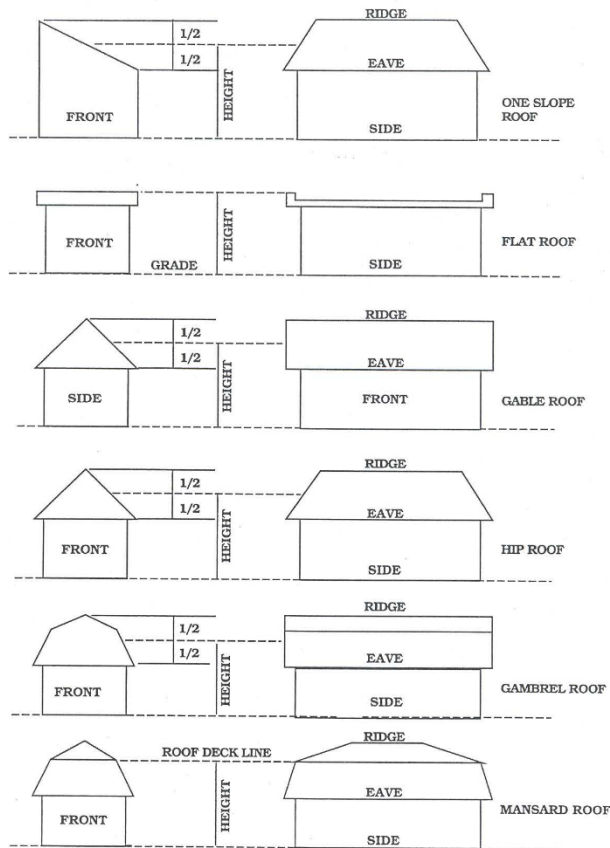 RIDGE
1/2
1/2
EAVE
FRONT
HEIGHT
SIDE
ONE SLOPE
ROOF
FRONT
GRADE
HEIGHT
SIDE
FLAT ROOF
RIDGE
1/2
1/2
EAVE
SIDE
HEIGHT
FRONT
GABLE ROOF
RIDGE
1/2
1/2
EAVE
FRONT
HEIGHT
SIDE
HIP ROOF
RIDGE
1/2
1/2
EAVE
FRONT
HEIGHT
SIDE
GAMBREL ROOF
RIDGE
ROOF DECK LINE
EAVE
FRONT
HEIGHT
SIDE
MANSARD ROOF